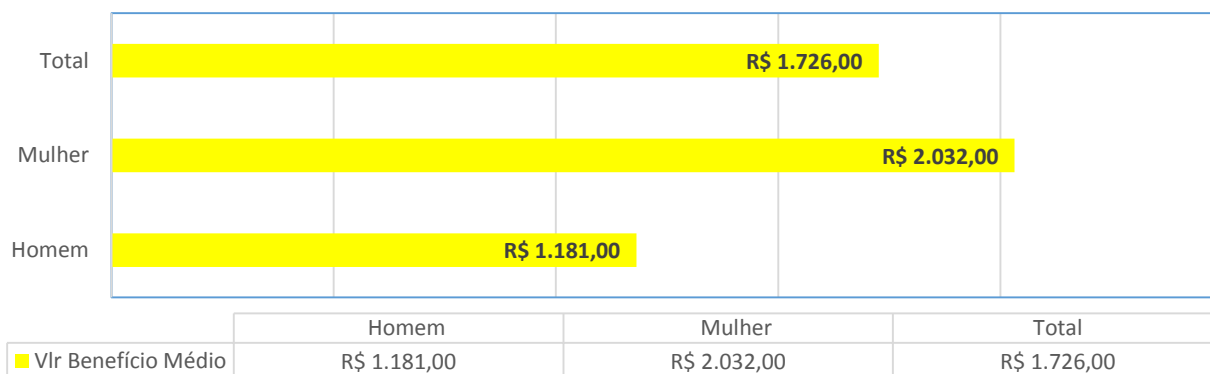 Total R$ 1.726,00
Mulher R$ 2.032,00
Homem R$ 1.181,00
Homem Mulher Total
Vlr Benefício Médio R$ 1.181,00 R$ 2.032,00 R$ 1.726,00